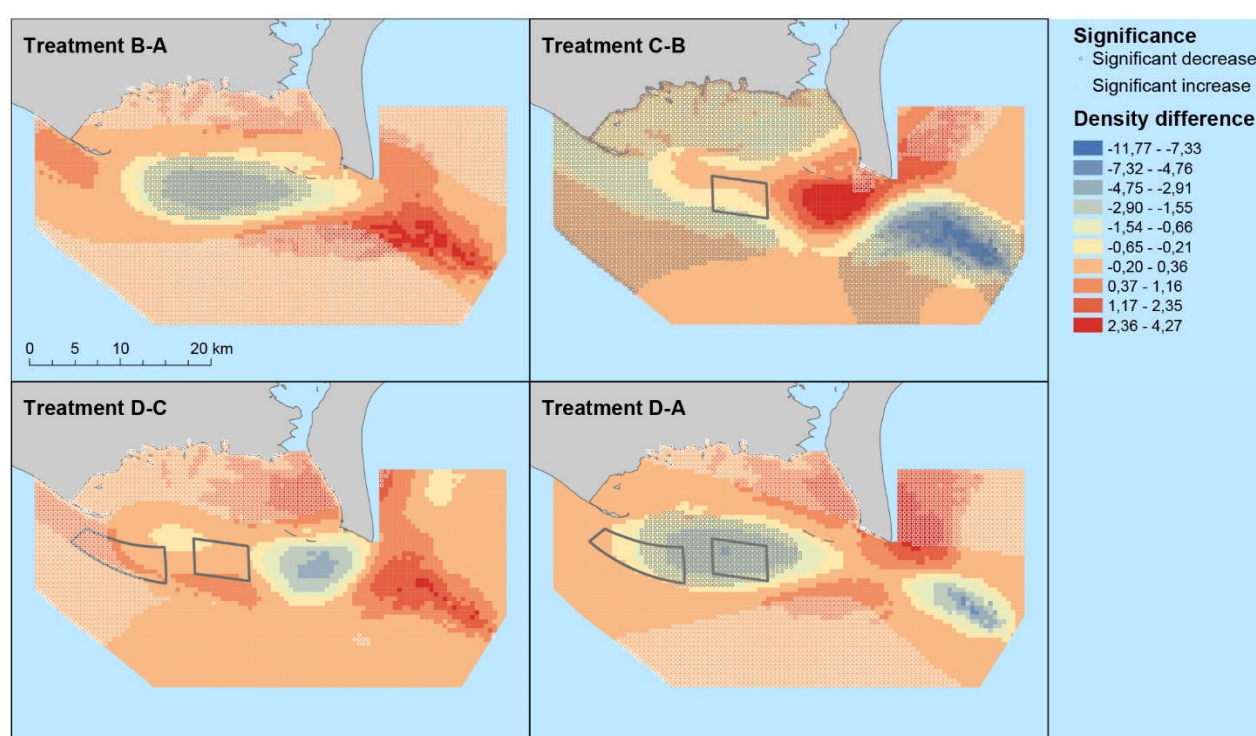 Treatment B-A
Treatment C-B
Significance
Significant decrease
Significant increase
Density difference
-11,77 - -7,33
-7,32 - -4,76
-4,75 - -2,91
-2,90 - -1,55
-1,54 - -0,66
-0,65 - -0,21
-0,20 - 0,36
0,37 - 1,16
1,17 - 2,35
2,36 - 4,27
0 5 10 20 km
Treatment D-C
Treatment D-A